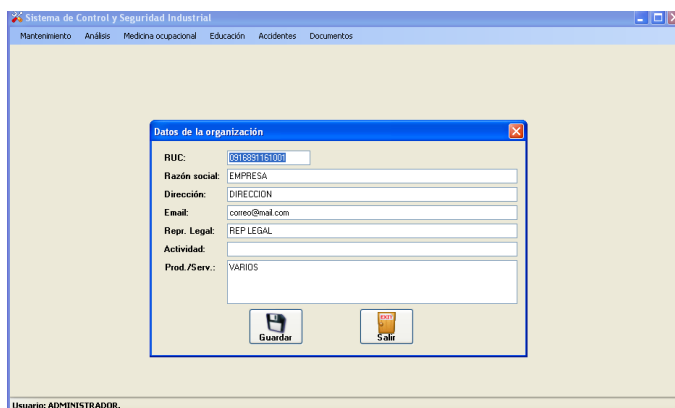 Sistema de Control y Seguridad Industrial
Mantenimiento Análisis Medicina ocupacional Educación Accidentes Documentos
Datos de la organización
RUC: 0916891161001
Razón social: EMPRESA
Dirección: DIRECCION
Email: correo@mail.com
Repr. Legal: REP LEGAL
Actividad:
Prod./Serv.: VARIOS
EXIT
Guardar Salir
Usuario: ADMINISTRADOR.